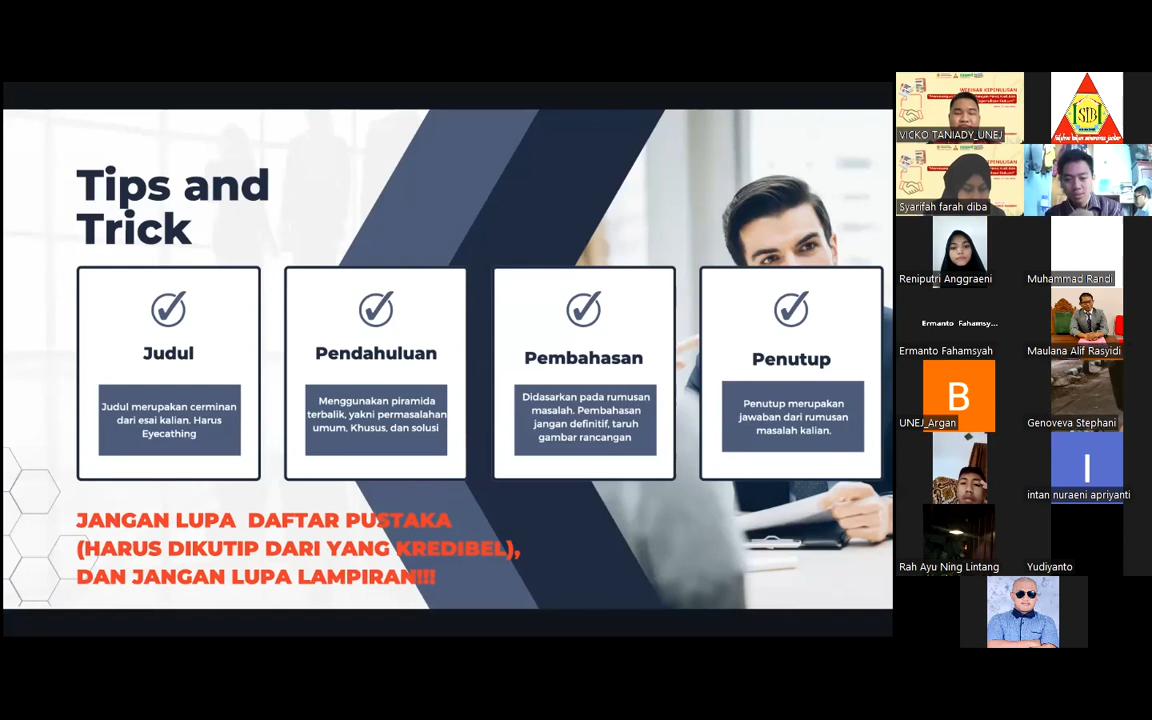 Tips and
Trick
Judul
Judul merupakan cerminan
dari esai kalian. Harus
Eyecathing
Pendahuluan
Menggunakan piramida
terbalik, yakni permasalahan
umum, Khusus, dan solusi
Pembahasan
Didasarkan pada rumusan
masalah. Pembahasan
jangan definitif, taruh
gambar rancangan
Penutup
Penutup merupakan
jawaban dari rumusan
masalah kalian.
JANGAN LUPA DAFTAR PUSTAKA
(HARUS DIKUTIP DARI YANG KREDIBEL),
DAN JANGAN LUPA LAMPIRAN!!!
WEBINAR KEPENULISAN
VICKO TANIADY_UNEJ
Syarifah farah diba
Reniputri Anggraeni
Muhammad Randi
Ermanto Fahamsy...
Ermanto Fahamsyah
Maulana Alif Rasyidi
B
UNEJ_Argan
Genoveva Stephani
I
intan nuraeni apriyanti
Rah Ayu Ning Lintang
Yudiyanto